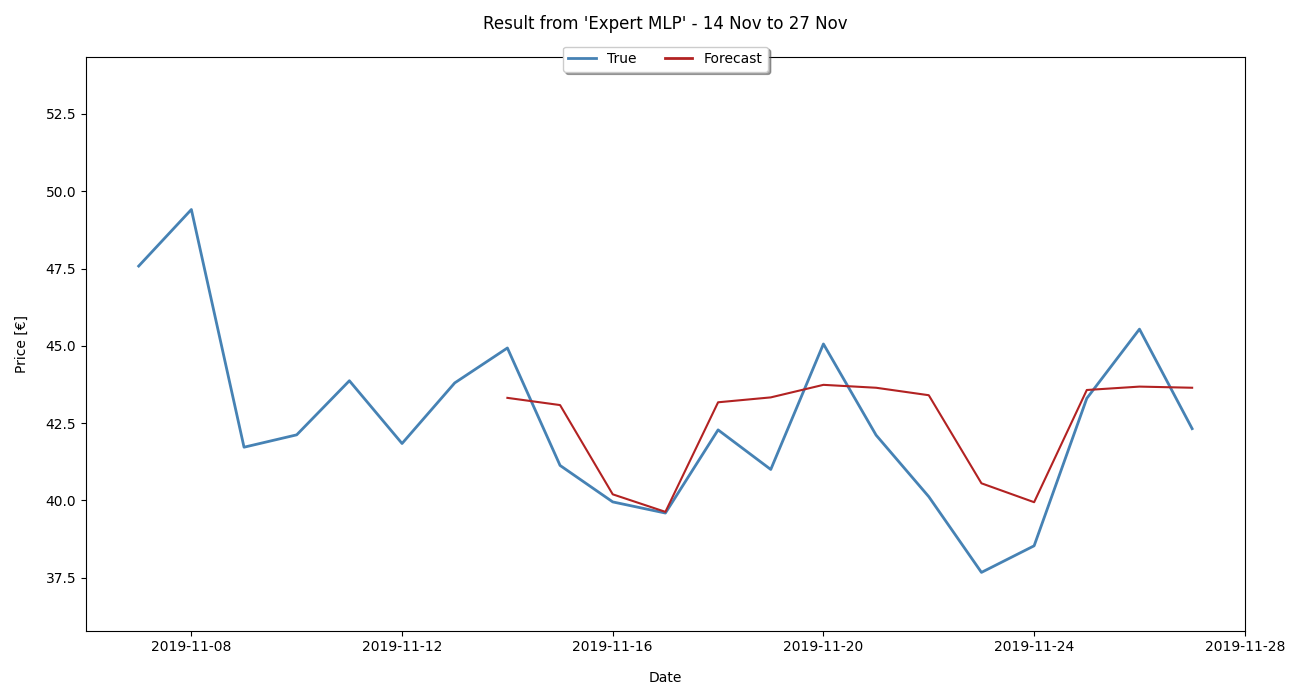 Result from 'Expert MLP' - 14 Nov to 27 Nov
True Forecast
52.5
50.0
47.5
45.0
42.5
40.0
37.5
Price [€]
2019-11-08 2019-11-12 2019-11-16 2019-11-20 2019-11-24 2019-11-28
Date